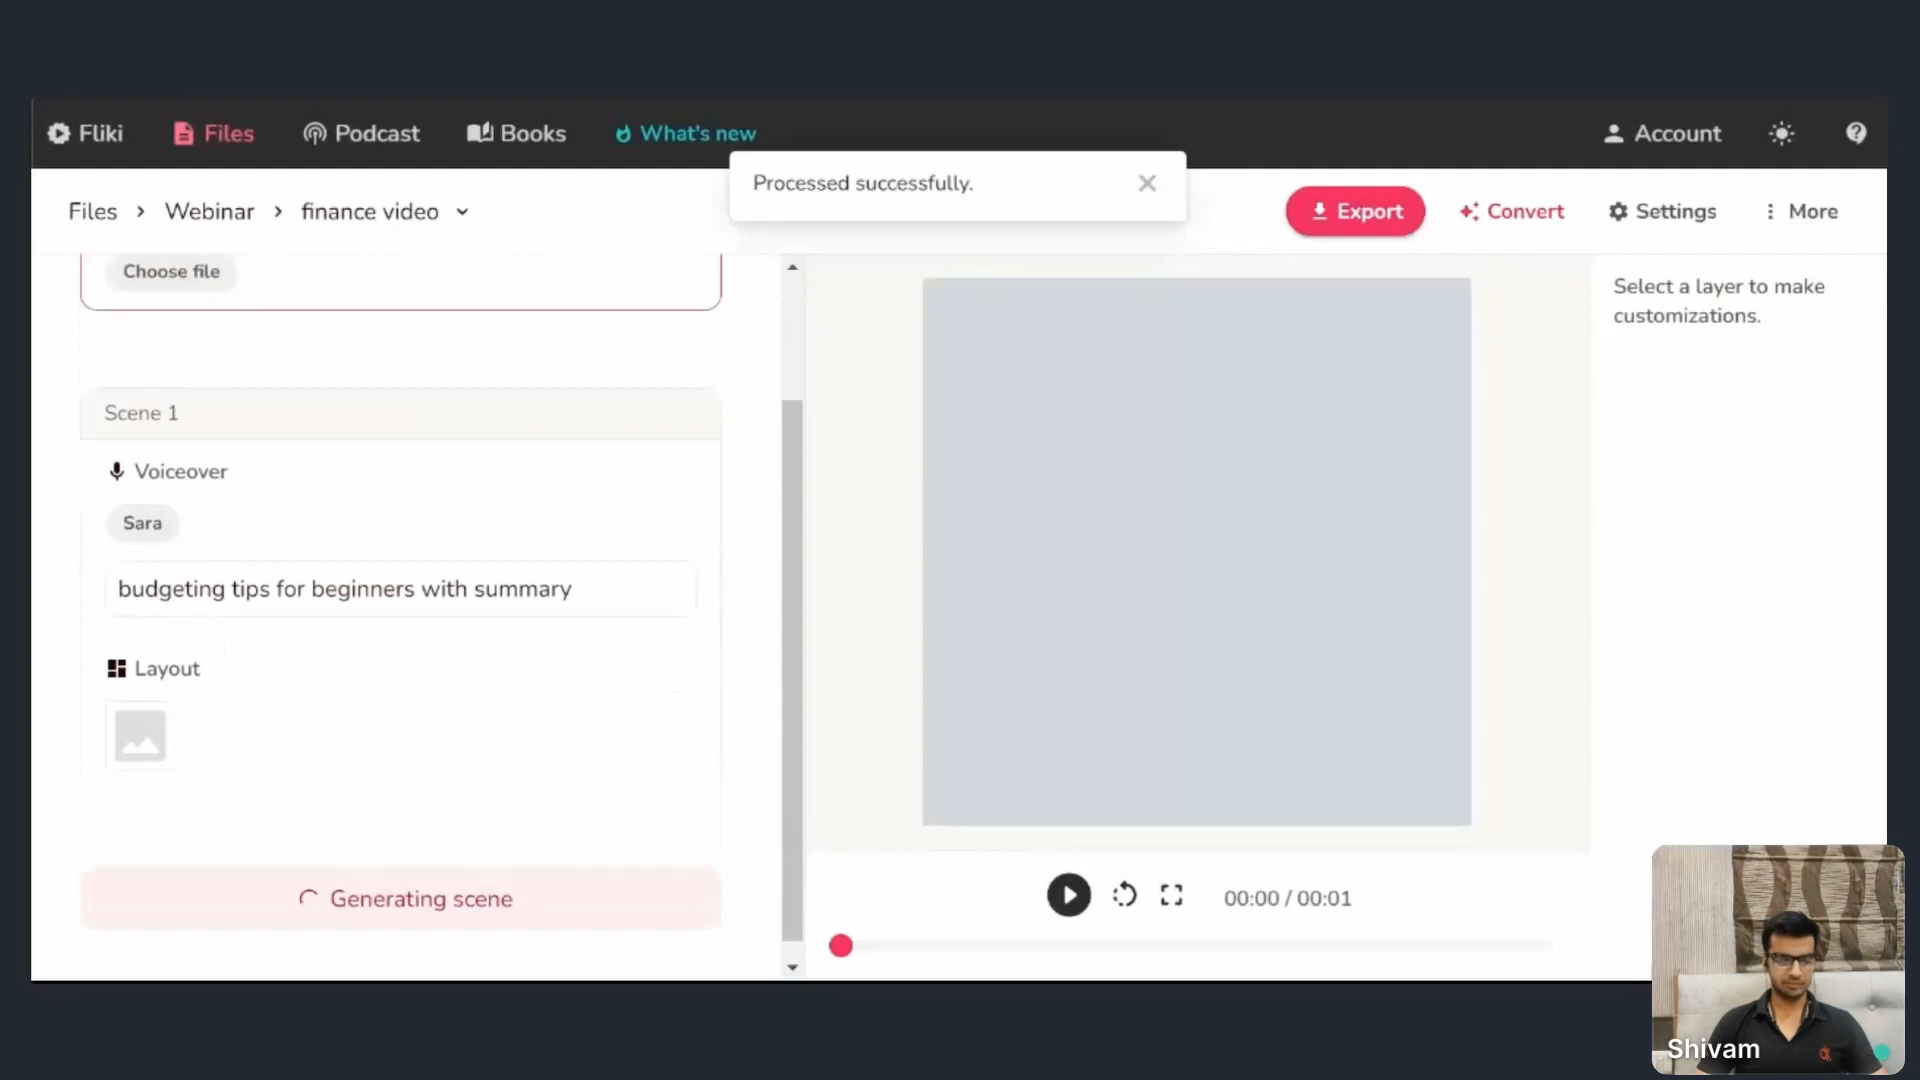 Fliki
Files
Podcast
Books
What's new
Account
Processed successfully.
Files > Webinar > finance video
Export
Convert
Settings
More
Choose file
Select a layer to make
customizations.
Scene 1
Voiceover
Sara
budgeting tips for beginners with summary
Layout
Generating scene
00:00 / 00:01
Shivam